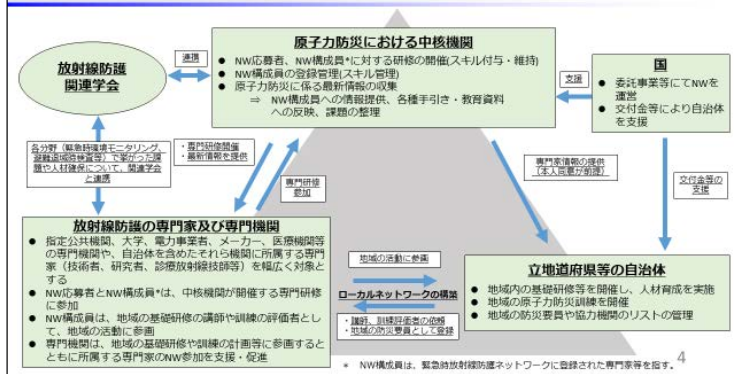 原子力防災における中核機関
● NW応募者、NW構成員*に対する研修の開催(スキル付与・維持)
● NW構成員の登録管理(スキル管理)
● 原子力防災に係る最新情報の収集
⇒ NW構成員への情報提供、各種手引き・教育資料
への反映、課題の整理
連携
放射線防護
関連学会
支援
国
● 委託事業等にてNWを
運営
● 交付金等により自治体
を支援
各分野（緊急時環境モニタリング、
避難退域時検査等）で挙がった課
題や人材確保について、関連学会
と連携
・専門研修開催
・最新情報を提供
専門研修
参加
専門家情報の提供
(本人同意が前提)
交付金等の
支援
放射線防護の専門家及び専門機関
● 指定公共機関、大学、電力事業者、メーカー、医療機関等
の専門機関や、自治体を含めたそれら機関に所属する専門
家（技術者、研究者、診療放射線技師等）を幅広く対象と
する
● NW応募者とNW構成員*は、中核機関が開催する専門研修
に参加
● NW構成員は、地域の基礎研修の講師や訓練の評価者とし
て、地域の活動に参画
● 専門機関は、地域の基礎研修や訓練の計画等に参画すると
ともに所属する専門家のNW参加を支援・促進
地域の活動に参画
ローカルネットワークの構築
・講師、訓練評価者の依頼
・地域の防災要員として登録
立地道府県等の自治体
● 地域内の基礎研修等を開催し、人材育成を実施
● 地域の原子力防災訓練を開催
● 地域の防災要員や協力機関のリストの管理
* NW構成員は、緊急時放射線防護ネットワークに登録された専門家等を指す。
4